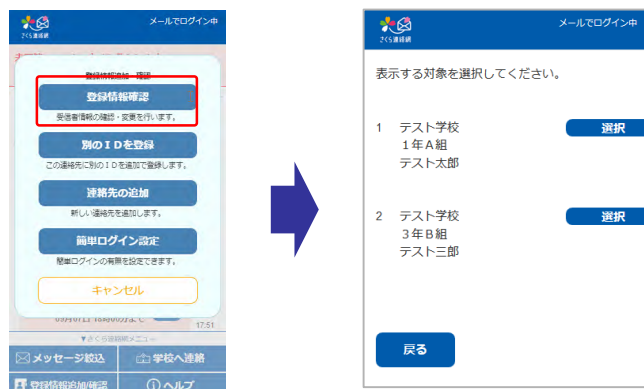 さくら連絡網
メールでログイン中
登録情報追加・確認
登録情報確認
受信者情報の確認・変更を行います。
別のＩＤを登録
この連絡先に別のＩＤを追加で登録します。
連絡先の追加
新しい連絡先を追加します。
簡単ログイン設定
簡単ログインの有無を設定できます。
キャンセル
17:51
▼さくら連絡網メニュー
メッセージ絞込
学校へ連絡
登録情報追加/確認
ヘルプ
さくら連絡網
メールでログイン中
表示する対象を選択してください。
1 テスト学校 選択
１年Ａ組
テスト太郎
2 テスト学校 選択
３年Ｂ組
テスト三郎
戻る